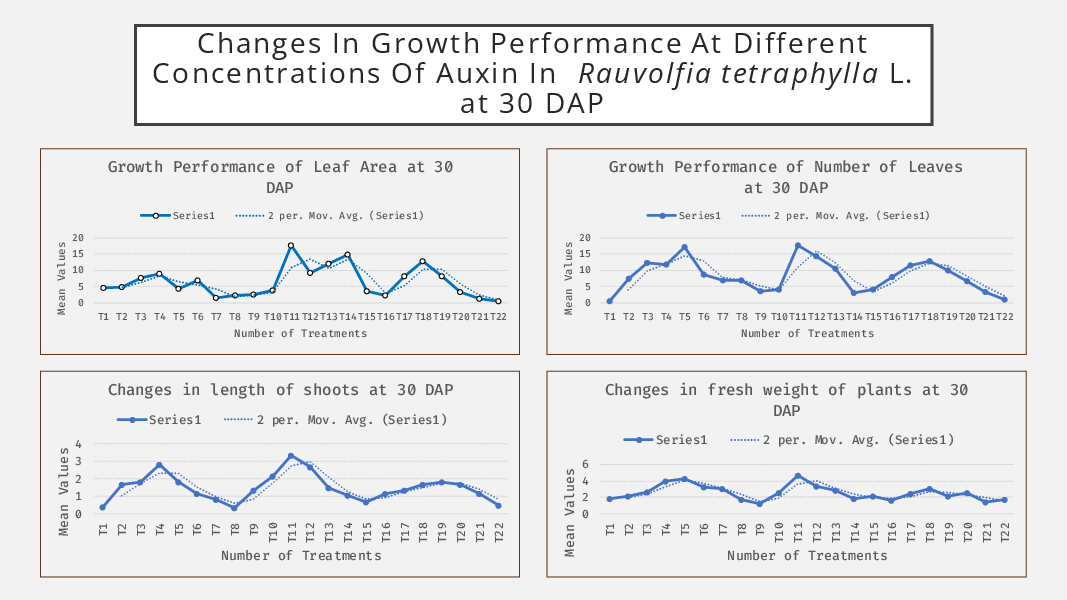 Changes In Growth Performance At Different
Concentrations Of Auxin In Rauvolfia tetraphylla L.
at 30 DAP
Growth Performance of Leaf Area at 30
DAP
Series1 2 per. Mov. Avg. (Series1)
20
15
10
5
0
Mean Values
T1 T2 T3 T4 T5 T6 T7 T8 T9 T10 T11 T12 T13 T14 T15 T16 T17 T18 T19 T20 T21 T22
Number of Treatments
Growth Performance of Number of Leaves
at 30 DAP
Series1 2 per. Mov. Avg. (Series1)
20
15
10
5
0
Mean Values
T1 T2 T3 T4 T5 T6 T7 T8 T9 T10 T11 T12 T13 T14 T15 T16 T17 T18 T19 T20 T21 T22
Number of Treatments
Changes in length of shoots at 30 DAP
Series1 2 per. Mov. Avg. (Series1)
4
3
2
1
0
Mean Values
T1 T2 T3 T4 T5 T6 T7 T8 T9 T10 T11 T12 T13 T14 T15 T16 T17 T18 T19 T20 T21 T22
Number of Treatments
Changes in fresh weight of plants at 30
DAP
Series1 2 per. Mov. Avg. (Series1)
6
4
2
0
Mean Values
T1 T2 T3 T4 T5 T6 T7 T8 T9 T10 T11 T12 T13 T14 T15 T16 T17 T18 T19 T20 T21 T22
Number of Treatments